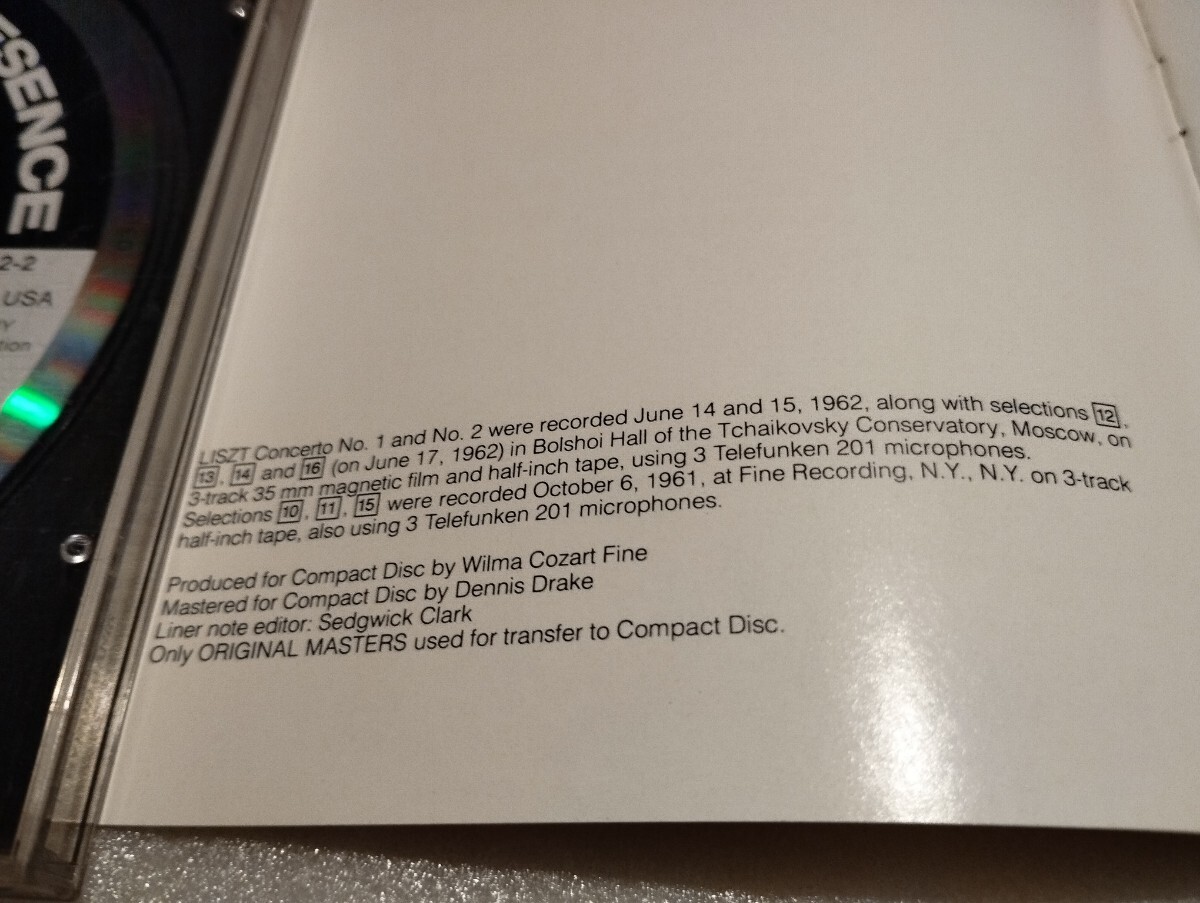 ESENCE
2-2
USA
Y
tion
LISZT Concerto No. 1 and No. 2 were recorded June 14 and 15, 1962, along with selections 12,
13, 14 and 16 (on June 17, 1962) in Bolshoi Hall of the Tchaikovsky Conservatory, Moscow, on
3-track 35 mm magnetic film and half-inch tape, using 3 Telefunken 201 microphones.
Selections 10, 11, 15 were recorded October 6, 1961, at Fine Recording, N.Y., N.Y. on 3-track
half-inch tape, also using 3 Telefunken 201 microphones.
Produced for Compact Disc by Wilma Cozart Fine
Mastered for Compact Disc by Dennis Drake
Liner note editor: Sedgwick Clark
Only ORIGINAL MASTERS used for transfer to Compact Disc.